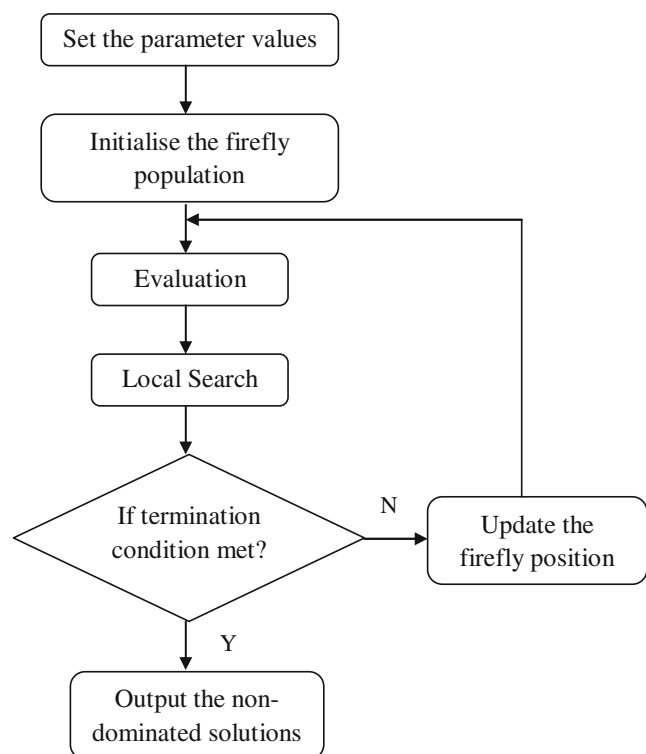 Set the parameter values
Initialise the firefly
population
Evaluation
Local Search
If termination
condition met?
N
Update the
firefly position
Y
Output the non-
dominated solutions